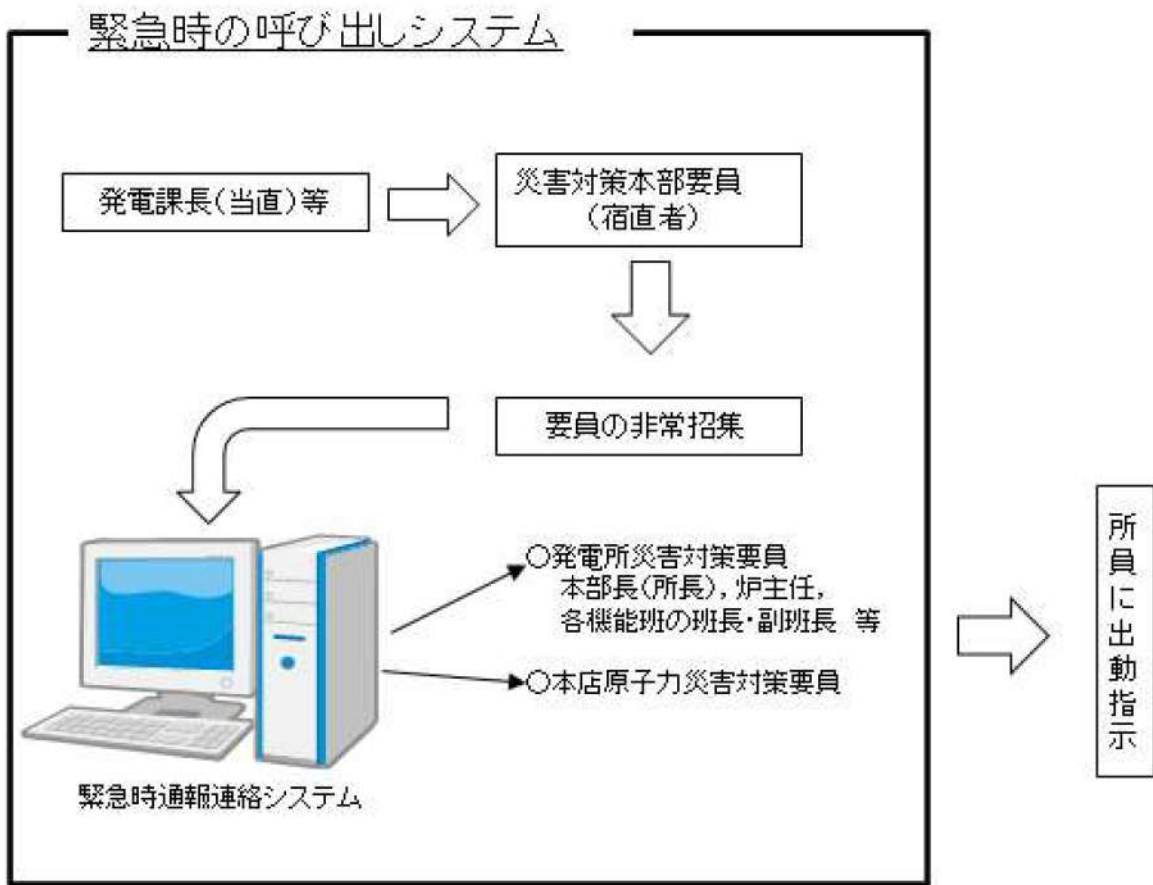 緊急時の呼び出しシステム
発電課長(当直)等
災害対策本部要員
(宿直者)
要員の非常招集
○発電所災害対策要員
本部長(所長),炉主任,
各機能班の班長・副班長 等
○本店原子力災害対策要員
緊急時通報連絡システム
所員に出動指示